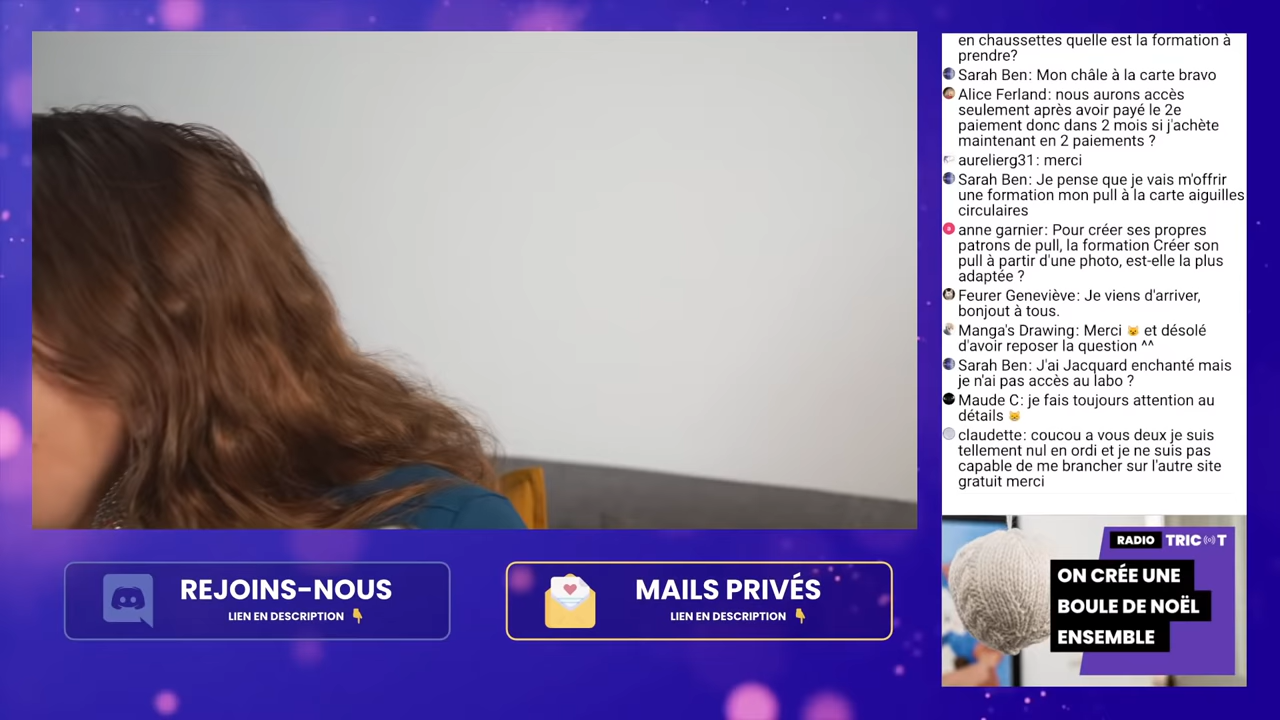 en chaussettes quelle est la formation à
prendre?
Sarah Ben: Mon châle à la carte bravo
Alice Ferland: nous aurons accès
seulement après avoir payé le 2e
paiement donc dans 2 mois si j'achète
maintenant en 2 paiements ?
aurelierg31: merci
Sarah Ben: Je pense que je vais m'offrir
une formation mon pull à la carte aiguilles
circulaires
anne garnier: Pour créer ses propres
patrons de pull, la formation Créer son
pull à partir d'une photo, est-elle la plus
adaptée ?
Feurer Geneviève: Je viens d'arriver,
bonjout à tous.
Manga's Drawing: Merci 😺 et désolé
d'avoir reposer la question ^^
Sarah Ben: J'ai Jacquard enchanté mais
je n'ai pas accès au labo ?
Maude C: je fais toujours attention au
détails 😺
claudette: coucou a vous deux je suis
tellement nul en ordi et je ne suis pas
capable de me brancher sur l'autre site
gratuit merci
REJOINS-NOUS
LIEN EN DESCRIPTION 👇
MAILS PRIVÉS
LIEN EN DESCRIPTION 👇
RADIO TRICOT
ON CRÉE UNE
BOULE DE NOËL
ENSEMBLE